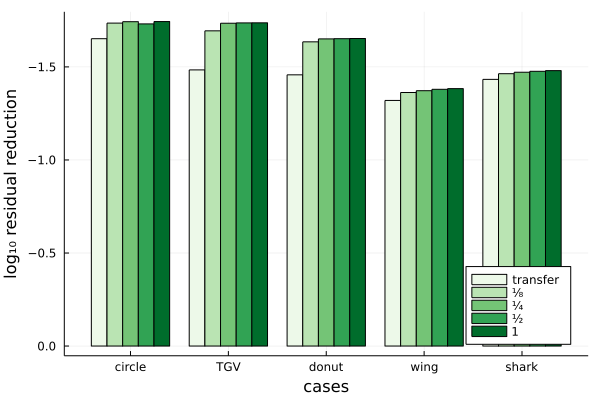 log₁₀ residual reduction
−1.5
−1.0
−0.5
0.0
circle
TGV
donut
wing
shark
cases
transfer
⅛
¼
½
1